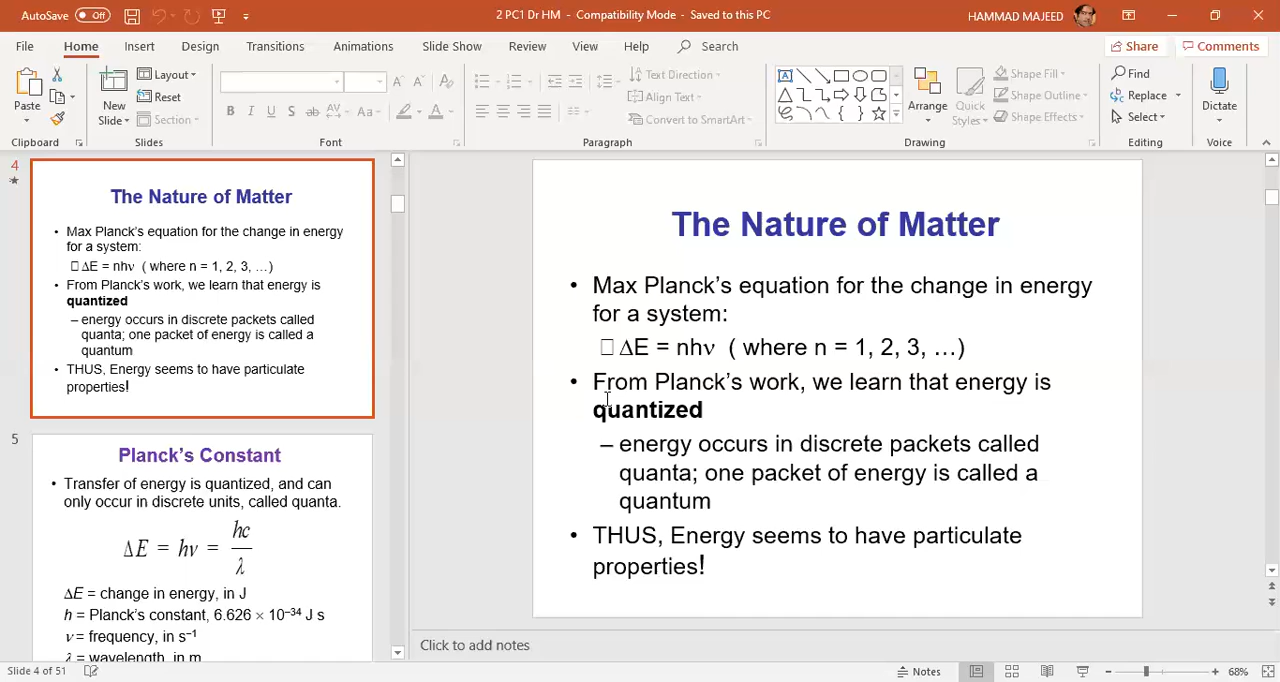 AutoSave Off
2 PC1 Dr HM - Compatibility Mode - Saved to this PC
HAMMAD MAJEED
File Home Insert Design Transitions Animations Slide Show Review View Help Search Share Comments
Paste
New Slide
Layout
Reset
Section
B I U S ab AV Aa A
Text Direction
Align Text
Convert to SmartArt
Arrange
Quick Styles
Shape Fill
Shape Outline
Shape Effects
Find
Replace
Select
Dictate
Clipboard Slides Font Paragraph Drawing Editing Voice
4
The Nature of Matter
• Max Planck's equation for the change in energy
for a system:
ΔE = nhν ( where n = 1, 2, 3, …)
• From Planck's work, we learn that energy is
quantized
– energy occurs in discrete packets called
quanta; one packet of energy is called a
quantum
• THUS, Energy seems to have particulate
properties!
5
Planck's Constant
• Transfer of energy is quantized, and can
only occur in discrete units, called quanta.
ΔE = hν = hc/λ
ΔE = change in energy, in J
h = Planck's constant, 6.626 × 10⁻³⁴ J s
ν = frequency, in s⁻¹
λ = wavelength, in m
The Nature of Matter
• Max Planck's equation for the change in energy
for a system:
ΔE = nhν ( where n = 1, 2, 3, …)
• From Planck's work, we learn that energy is
quantized
– energy occurs in discrete packets called
quanta; one packet of energy is called a
quantum
• THUS, Energy seems to have particulate
properties!
Click to add notes
Slide 4 of 51
Notes
68%